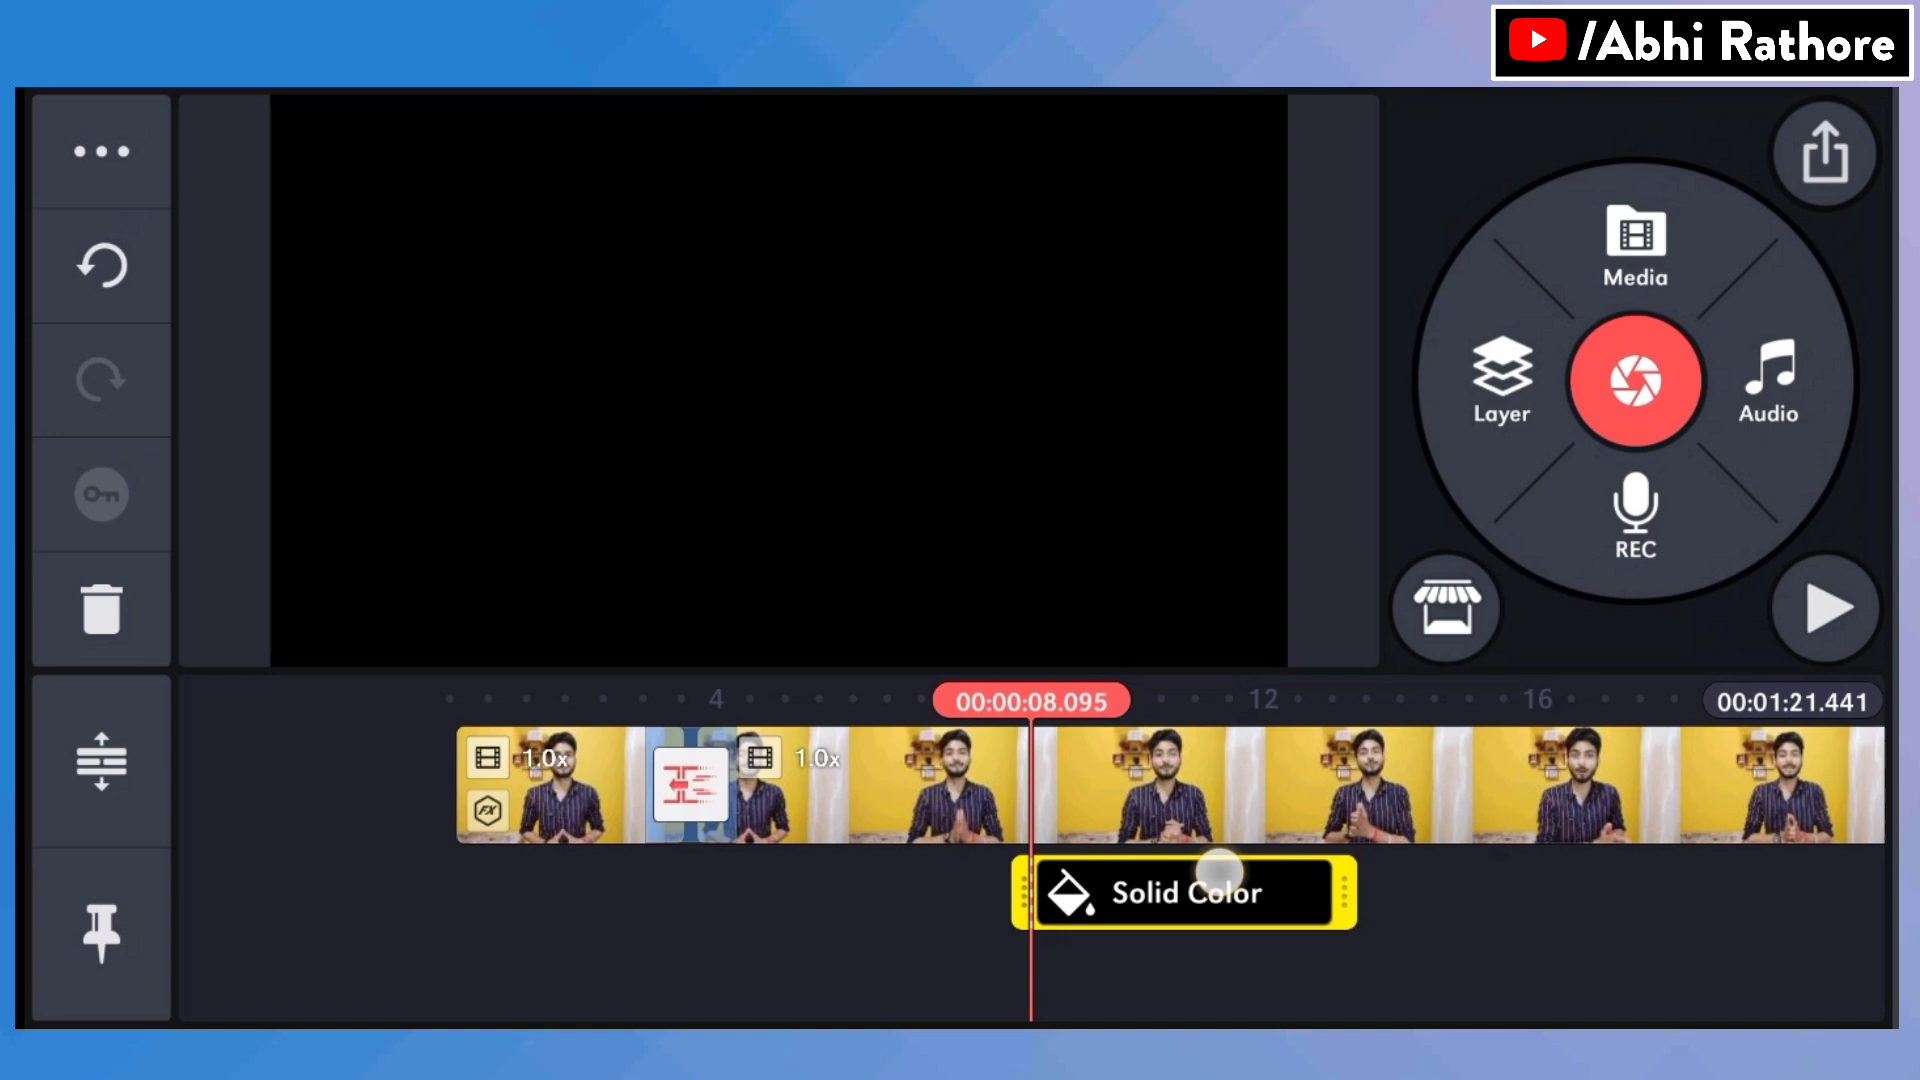 /Abhi Rathore
Media
Layer
Audio
REC
4
00:00:08.095
12
16
00:01:21.441
1.0x
1.0x
FX
Solid Color